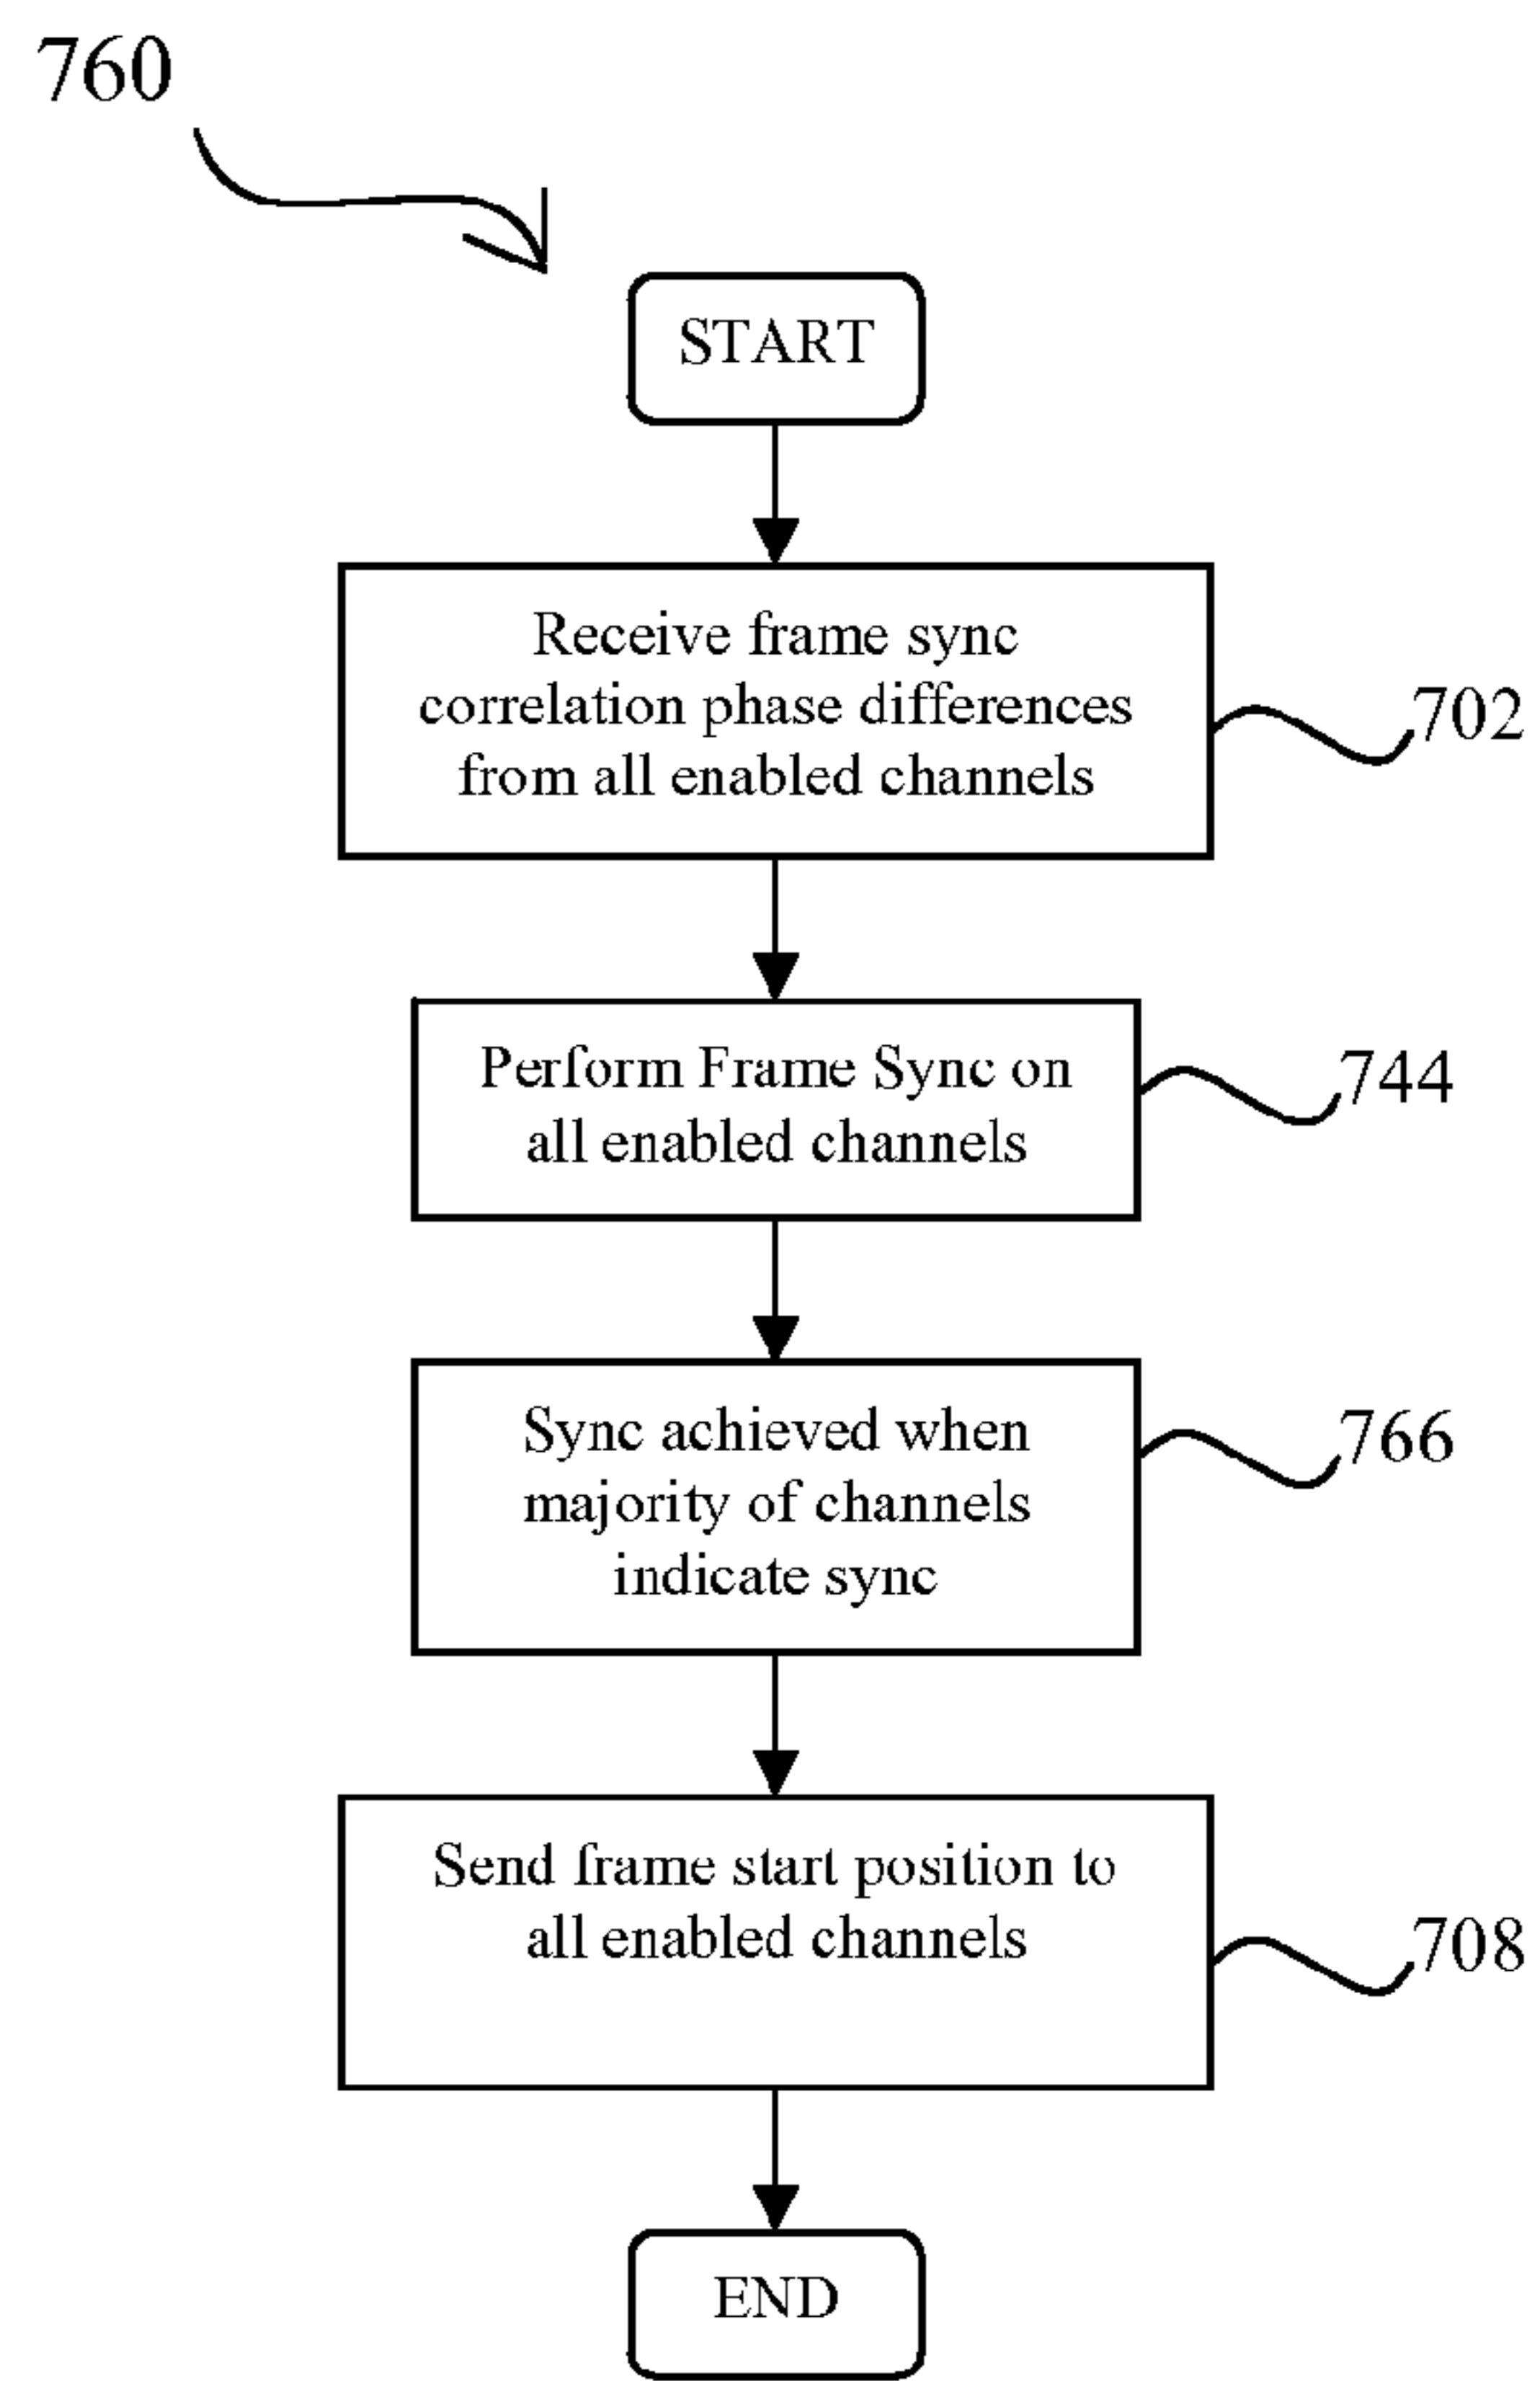 760
START
Receive frame sync
correlation phase differences
from all enabled channels
702
Perform Frame Sync on
all enabled channels
744
Sync achieved when
majority of channels
indicate sync
766
Send frame start position to
all enabled channels
708
END